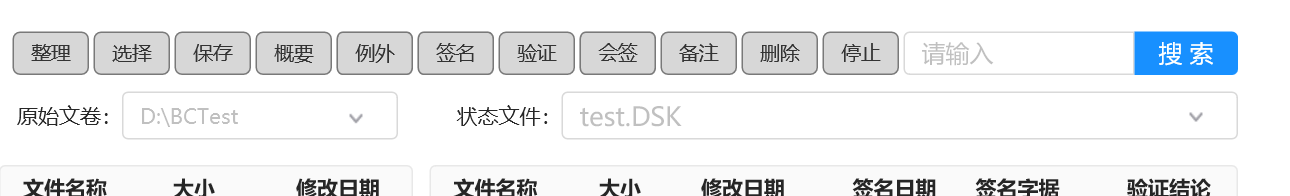 整理 选择 保存 概要 例外 签名 验证 会签 备注 删除 停止 请输入 搜 索
原始文卷： D:\BCTest 状态文件： test.DSK
文件名称 大小 修改日期 文件名称 大小 修改日期 签名日期 签名字据 验证结论